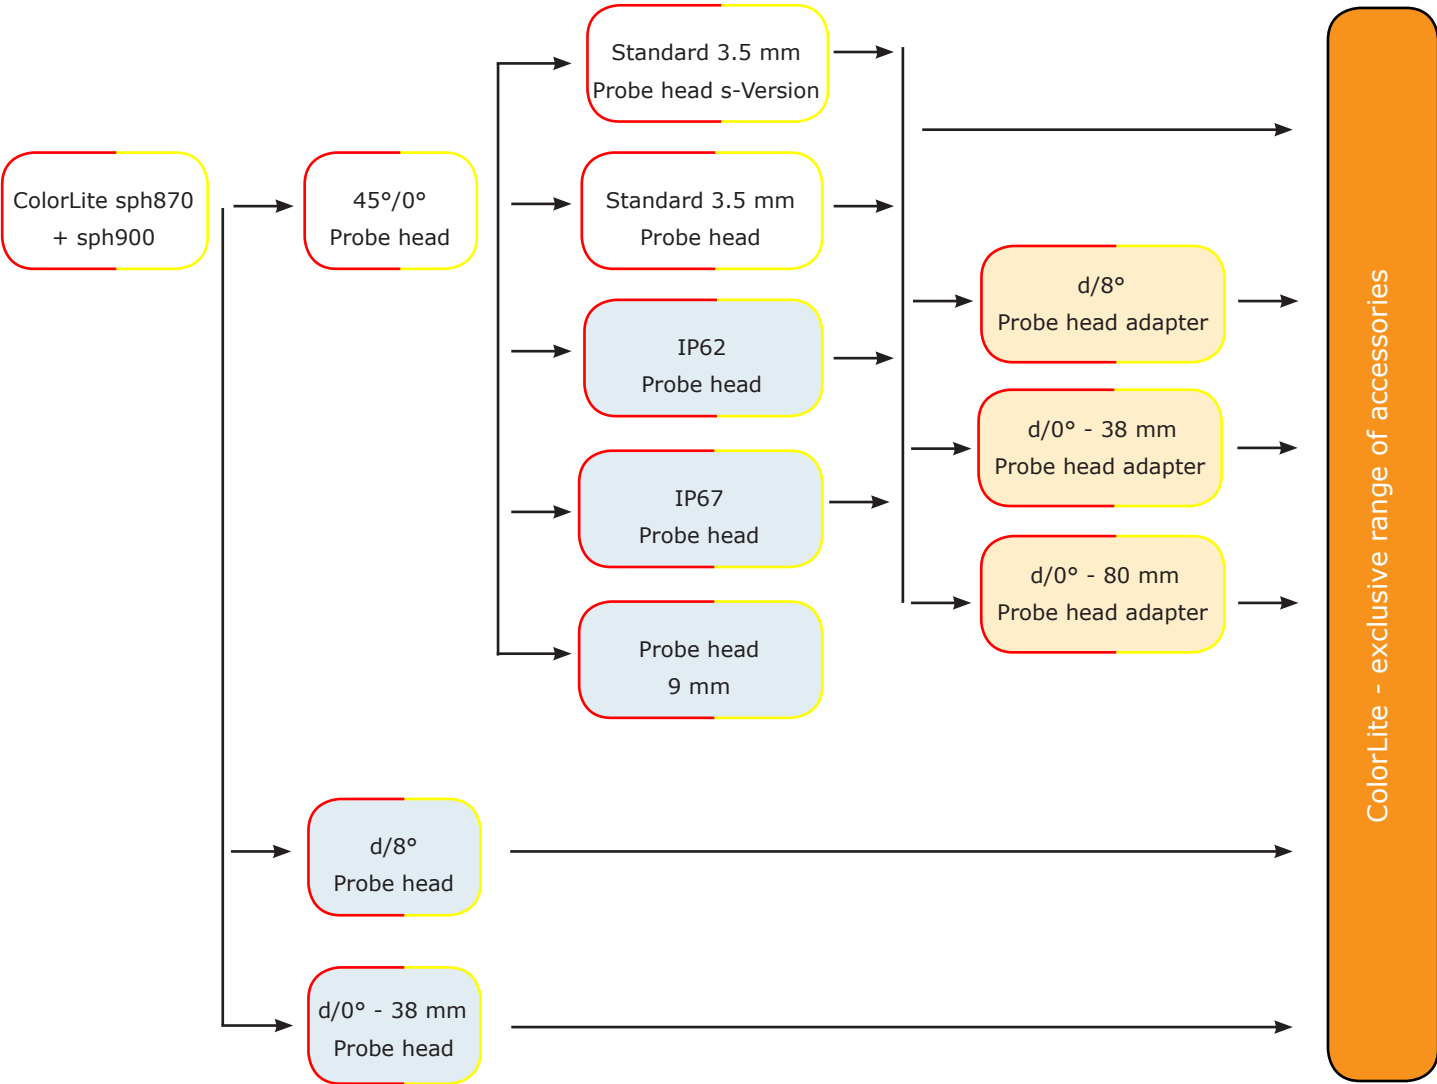 ColorLite sph870
+ sph900
45°/0°
Probe head
Standard 3.5 mm
Probe head s-Version
Standard 3.5 mm
Probe head
IP62
Probe head
IP67
Probe head
Probe head
9 mm
d/8°
Probe head adapter
d/0° - 38 mm
Probe head adapter
d/0° - 80 mm
Probe head adapter
d/8°
Probe head
d/0° - 38 mm
Probe head
ColorLite - exclusive range of accessories